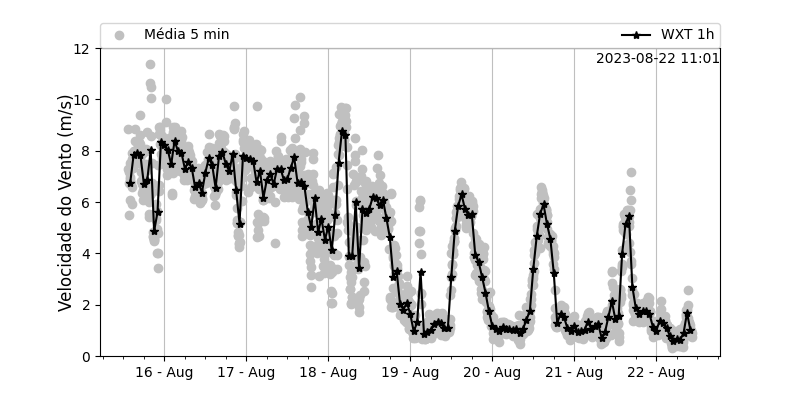 Média 5 min
WXT 1h
2023-08-22 11:01
Velocidade do Vento (m/s)
12
10
8
6
4
2
0
16 - Aug
17 - Aug
18 - Aug
19 - Aug
20 - Aug
21 - Aug
22 - Aug